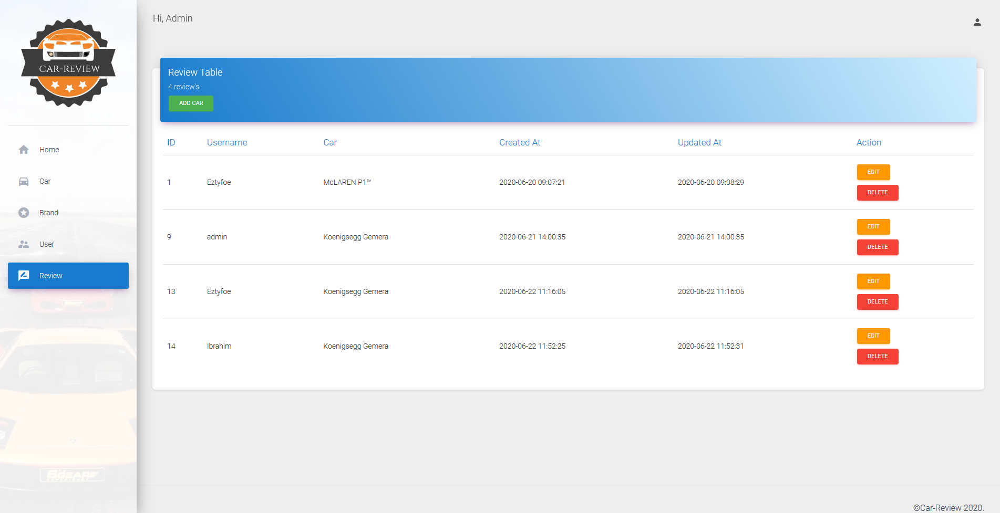 CAR-REVIEW
Home
Car
Brand
User
Review
6GEAR
EXPERIENCE
Hi, Admin
Review Table
4 review's
ADD CAR
ID Username Car Created At Updated At Action
1 Eztyfoe McLAREN P1™ 2020-06-20 09:07:21 2020-06-20 09:08:29 EDIT
DELETE
9 admin Koenigsegg Gemera 2020-06-21 14:00:35 2020-06-21 14:00:35 EDIT
DELETE
13 Eztyfoe Koenigsegg Gemera 2020-06-22 11:16:05 2020-06-22 11:16:05 EDIT
DELETE
14 Ibrahim Koenigsegg Gemera 2020-06-22 11:52:25 2020-06-22 11:52:31 EDIT
DELETE
©Car-Review 2020.